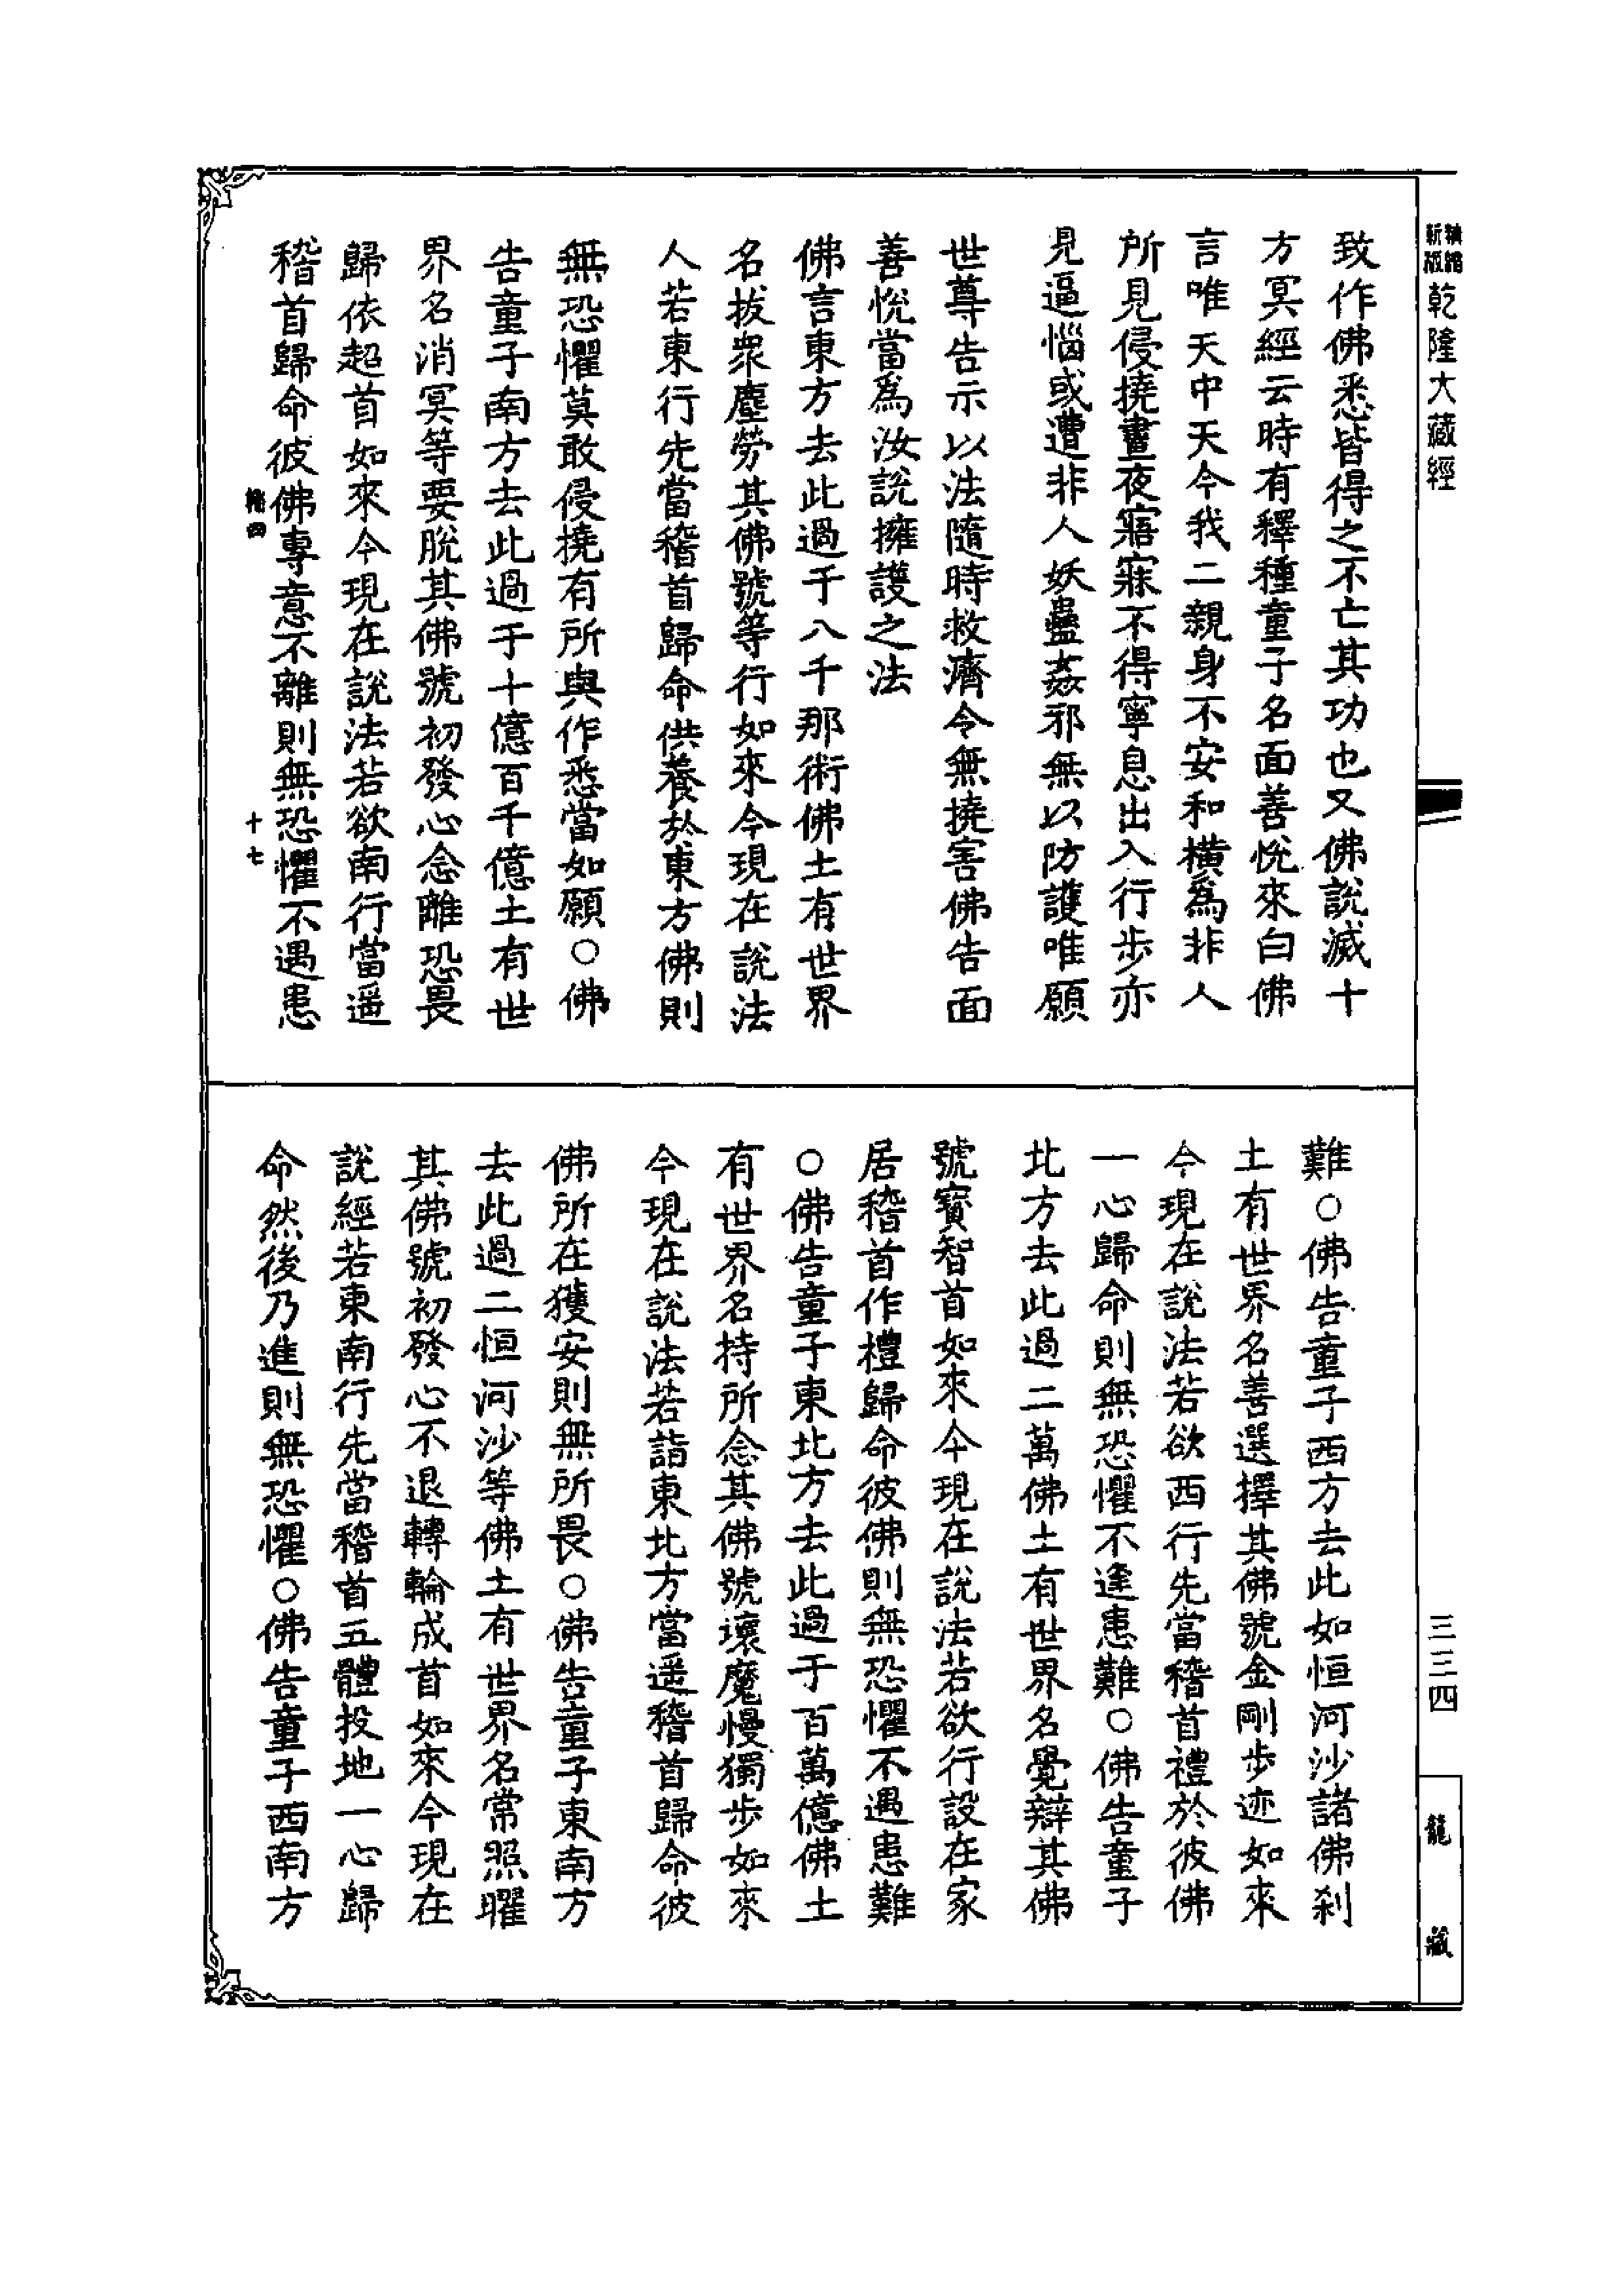 乾隆大藏經
致作佛悉皆得之不亡其功也又佛說滅十
方冥經云時有釋種童子名面善悅來白佛
言唯天中天今我二親身不安和橫為非人
所見侵撓晝夜寤寐不得寧息出入行步亦
見逼惱或遭非人妖蠱姦邪無以防護唯願
世尊告示以法隨時救濟令無撓害佛告面
善悅當為汝說擁護之法
佛言東方去此過千八千那術佛土有世界
名拔眾塵勞其佛號等行如來今現在說法
人若東行先當稽首歸命供養於東方佛則
無恐懼莫敢侵撓有所與作悉當如願○佛
告童子南方去此過于十億百千億土有世
界名消冥等要脫其佛號初發心念離恐畏
歸依超首如來今現在說法若欲南行當遥
稽首歸命彼佛專意不離則無恐懼不遇患
四
十七
難○佛告童子西方去此如恒河沙諸佛剎
土有世界名善選擇其佛號金剛步迹如來
今現在說法若欲西行先當稽首禮於彼佛
一心歸命則無恐懼不逢患難○佛告童子
北方去此過二萬佛土有世界名覺辯其佛
號寶智首如來今現在說法若欲行設在家
居稽首作禮歸命彼佛則無恐懼不遇患難
○佛告童子東北方去此過于百萬億佛土
有世界名持所念其佛號壞魔慢獨步如來
今現在說法若詣東北方當遥稽首歸命彼
佛所在獲安則無所畏○佛告童子東南方
去此過二恒河沙等佛土有世界名常照曜
其佛號初發心不退轉輪成首如來今現在
說經若東南行先當稽首五體投地一心歸
命然後乃進則無恐懼○佛告童子西南方
三三四
龍藏